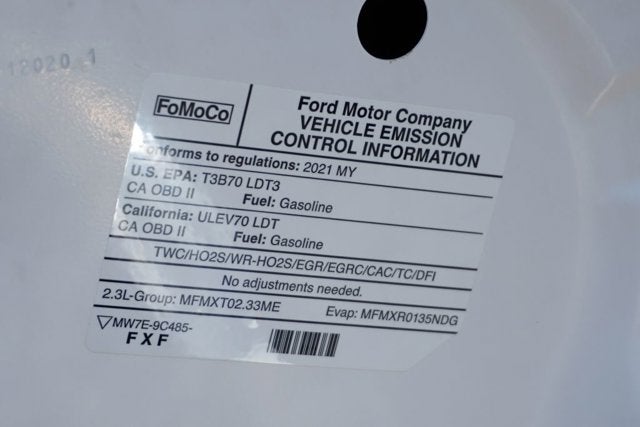 12020 1
FoMoCo
Ford Motor Company
VEHICLE EMISSION
CONTROL INFORMATION
Conforms to regulations: 2021 MY
U.S. EPA: T3B70 LDT3
CA OBD II Fuel: Gasoline
California: ULEV70 LDT
CA OBD II Fuel: Gasoline
TWC/HO2S/WR-HO2S/EGR/EGRC/CAC/TC/DFI
No adjustments needed.
2.3L-Group: MFMXT02.33ME Evap: MFMXR0135NDG
MW7E-9C485-
FXF